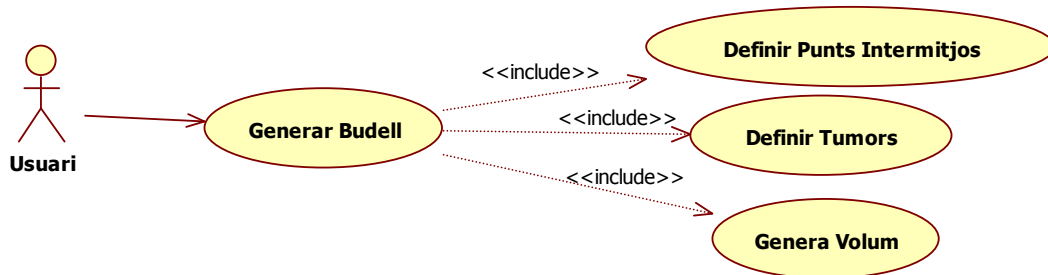 Definir Punts Intermitjos
<<include>>
<<include>>
Generar Budell
Definir Tumors
Usuari
<<include>>
Genera Volum